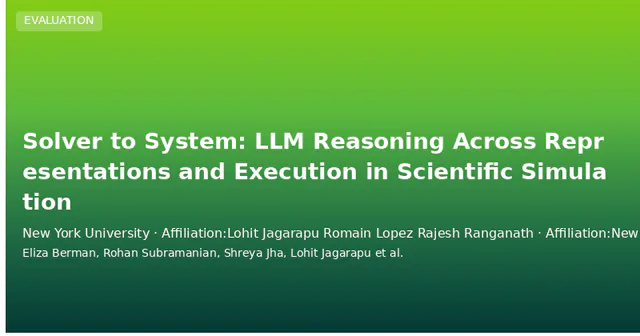 EVALUATION
Solver to System: LLM Reasoning Across Repr
esentations and Execution in Scientific Simula
tion
New York University · Affiliation:Lohit Jagarapu Romain Lopez Rajesh Ranganath · Affiliation:New
Eliza Berman, Rohan Subramanian, Shreya Jha, Lohit Jagarapu et al.